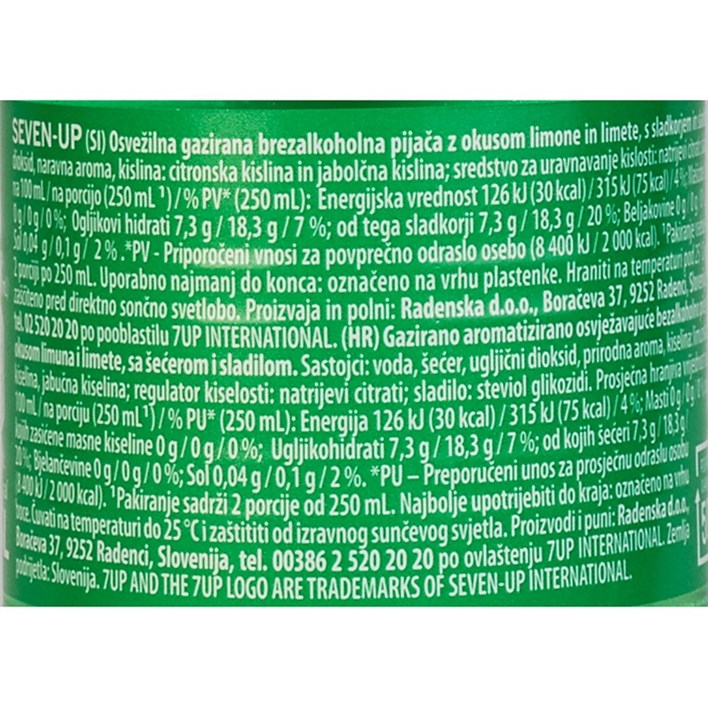 SEVEN-UP (SI) Osvežilna gazirana brezalkoholna pijača z okusom limone in limete, s sladkorjem in
dioksid, naravna aroma, kislina: citronska kislina in jabolčna kislina; sredstvo za uravnavanje kislosti: natrijevi
na 100 mL / na porcijo (250 mL ¹) / % PV* (250 mL): Energijska vrednost 126 kJ (30 kcal) / 315 kJ (75 kcal) / 4%
0 g / 0 g / 0%; Ogljikovi hidrati 7,3 g / 18,3 g / 7 %; od tega sladkorji 7,3 g / 18,3 g / 20 %; Beljakovine 0 g / 0 g
Sol 0,04 g / 0,1 g / 2 % .*PV - Priporočeni vnosi za povprečno odraslo osebo (8 400 kJ / 2 000 kcal). ¹Pakiranje
2 porciji po 250 mL. Uporabno najmanj do konca: označeno na vrhu plastenke. Hraniti na temperaturi pod
zaščiteno pred direktno sončno svetlobo. Proizvaja in polni: Radenska d.o.o., Boračeva 37, 9252 Radenci,
tel. 02 520 20 20 po pooblastilu 7UP INTERNATIONAL. (HR) Gazirano aromatizirano osvježavajuće
okusom limuna i limete, sa šećerom i sladilom. Sastojci: voda, šećer, ugljični dioksid, prirodna aroma, kiselina:
kiselina, jabučna kiselina; regulator kiselosti: natrijevi citrati; sladilo: steviol glikozidi. Prosječna hranjiva
100 mL / na porciju (250 mL¹) / % PU* (250 mL): Energija 126 kJ (30 kcal) / 315 kJ (75 kcal) / 4%; Masti 0 g / 0 g
kojih zasićene masne kiseline 0 g / 0 g / 0 %; Ugljikohidrati 7,3 g / 18,3 g / 7 %; od kojih šećeri 7,3 g / 18,3 g
20 %; Bjelančevine 0 g / 0 g / 0 %; Sol 0,04 g / 0,1 g / 2 %. *PU – Preporučeni unos za prosječnu odraslu osobu
(8 400 kJ / 2 000 kcal). ¹Pakiranje sadrži 2 porcije od 250 mL. Najbolje upotrijebiti do kraja: označeno na vrhu
boce. Čuvati na temperaturi do 25 °C i zaštititi od izravnog sunčevog svjetla. Proizvodi i puni: Radenska d.o.o.,
Boračeva 37, 9252 Radenci, Slovenija, tel. 00386 2 520 20 20 po ovlaštenju 7UP INTERNATIONAL. Zemlja
podrijetla: Slovenija. 7UP AND THE 7UP LOGO ARE TRADEMARKS OF SEVEN-UP INTERNATIONAL.